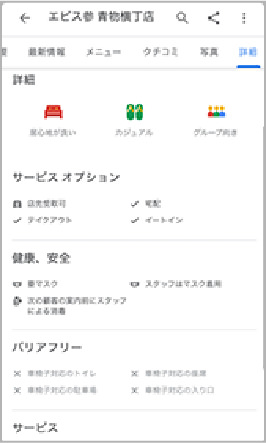 エビス参 青物横丁店
最新情報 メニュー クチコミ 写真 詳細
詳細
居心地が良い カジュアル グループ向き
サービス オプション
店先受取可 宅配
テイクアウト イートイン
健康、安全
要マスク スタッフはマスク着用
次の顧客の案内前にスタッフ
による消毒
バリアフリー
車椅子対応のトイレ 車椅子対応の座席
車椅子対応の駐車場 車椅子対応の入り口
サービス